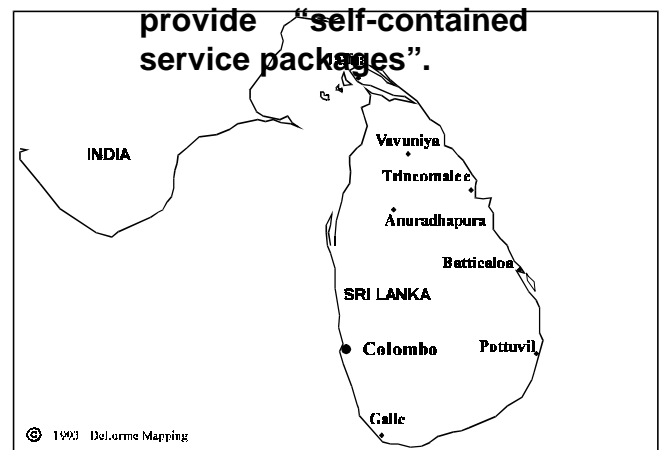 provide “self-contained
service packages”.
Vavuniya
INDIA
Trincomalee
Anuradhapura
Batticaloa
SRI LANKA
Colombo
Pottuvil
Galle
© 1993 DeLorme Mapping